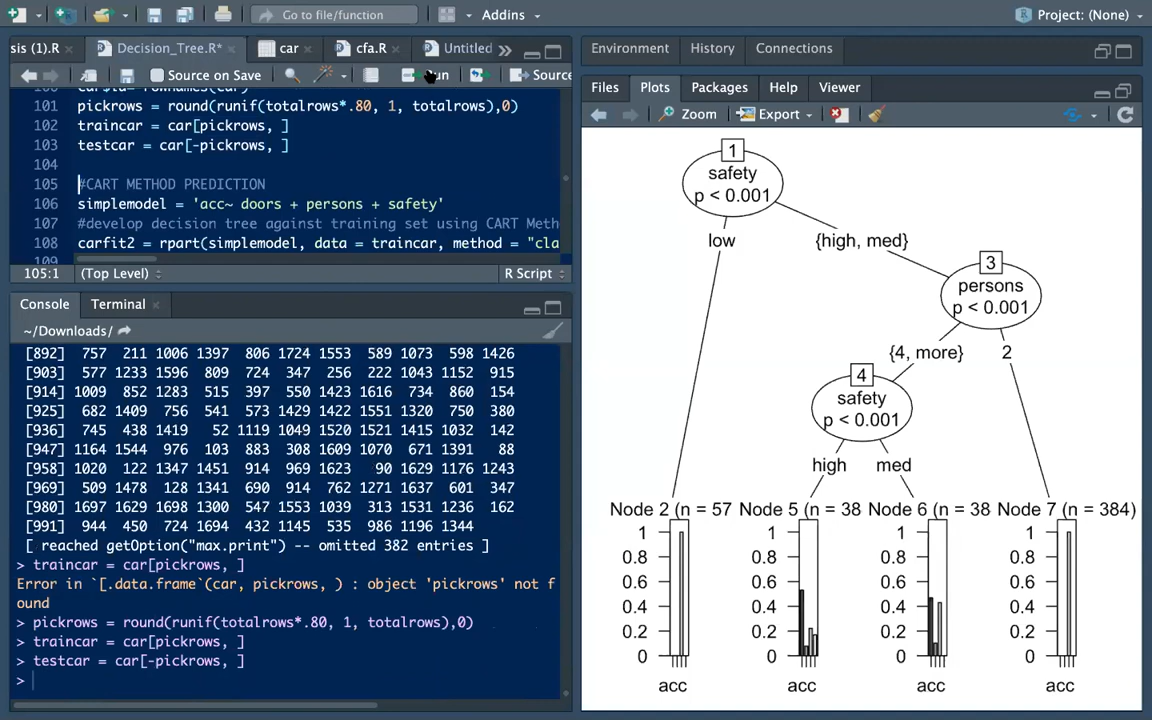 Go to file/function
Addins
Project: (None)
sis (1).R
Decision_Tree.R*
car
cfa.R
Untitled
Source on Save
Source
101 pickrows = round(runif(totalrows*.80, 1, totalrows),0)
102 traincar = car[pickrows, ]
103 testcar = car[-pickrows, ]
104
105 #CART METHOD PREDICTION
106 simplemodel = 'acc~ doors + persons + safety'
107 #develop decision tree against training set using CART Meth
108 carfit2 = rpart(simplemodel, data = traincar, method = "cla
109
105:1
(Top Level)
R Script
Console
Terminal
~/Downloads/
[892] 757 211 1006 1397 806 1724 1553 589 1073 598 1426
[903] 577 1233 1596 809 724 347 256 222 1043 1152 915
[914] 1009 852 1283 515 397 550 1423 1616 734 860 154
[925] 682 1409 756 541 573 1429 1422 1551 1320 750 380
[936] 745 438 1419 52 1119 1049 1520 1521 1415 1032 142
[947] 1164 1544 976 103 883 308 1609 1070 671 1391 88
[958] 1020 122 1347 1451 914 969 1623 90 1629 1176 1243
[969] 509 1478 128 1341 690 914 762 1271 1637 601 347
[980] 1697 1629 1698 1300 547 1553 1039 313 1531 1236 162
[991] 944 450 724 1694 432 1145 535 986 1196 1344
[ reached getOption("max.print") -- omitted 382 entries ]
> traincar = car[pickrows, ]
Error in `[.data.frame`(car, pickrows, ) : object 'pickrows' not f
ound
> pickrows = round(runif(totalrows*.80, 1, totalrows),0)
> traincar = car[pickrows, ]
> testcar = car[-pickrows, ]
>
Environment
History
Connections
Files
Plots
Packages
Help
Viewer
Zoom
Export
1
safety
p < 0.001
low
{high, med}
3
persons
p < 0.001
{4, more}
2
4
safety
p < 0.001
high
med
Node 2 (n = 57
1
0.8
0.6
0.4
0.2
0
acc
Node 5 (n = 38
1
0.8
0.6
0.4
0.2
0
acc
Node 6 (n = 38
1
0.8
0.6
0.4
0.2
0
acc
Node 7 (n = 384)
1
0.8
0.6
0.4
0.2
0
acc